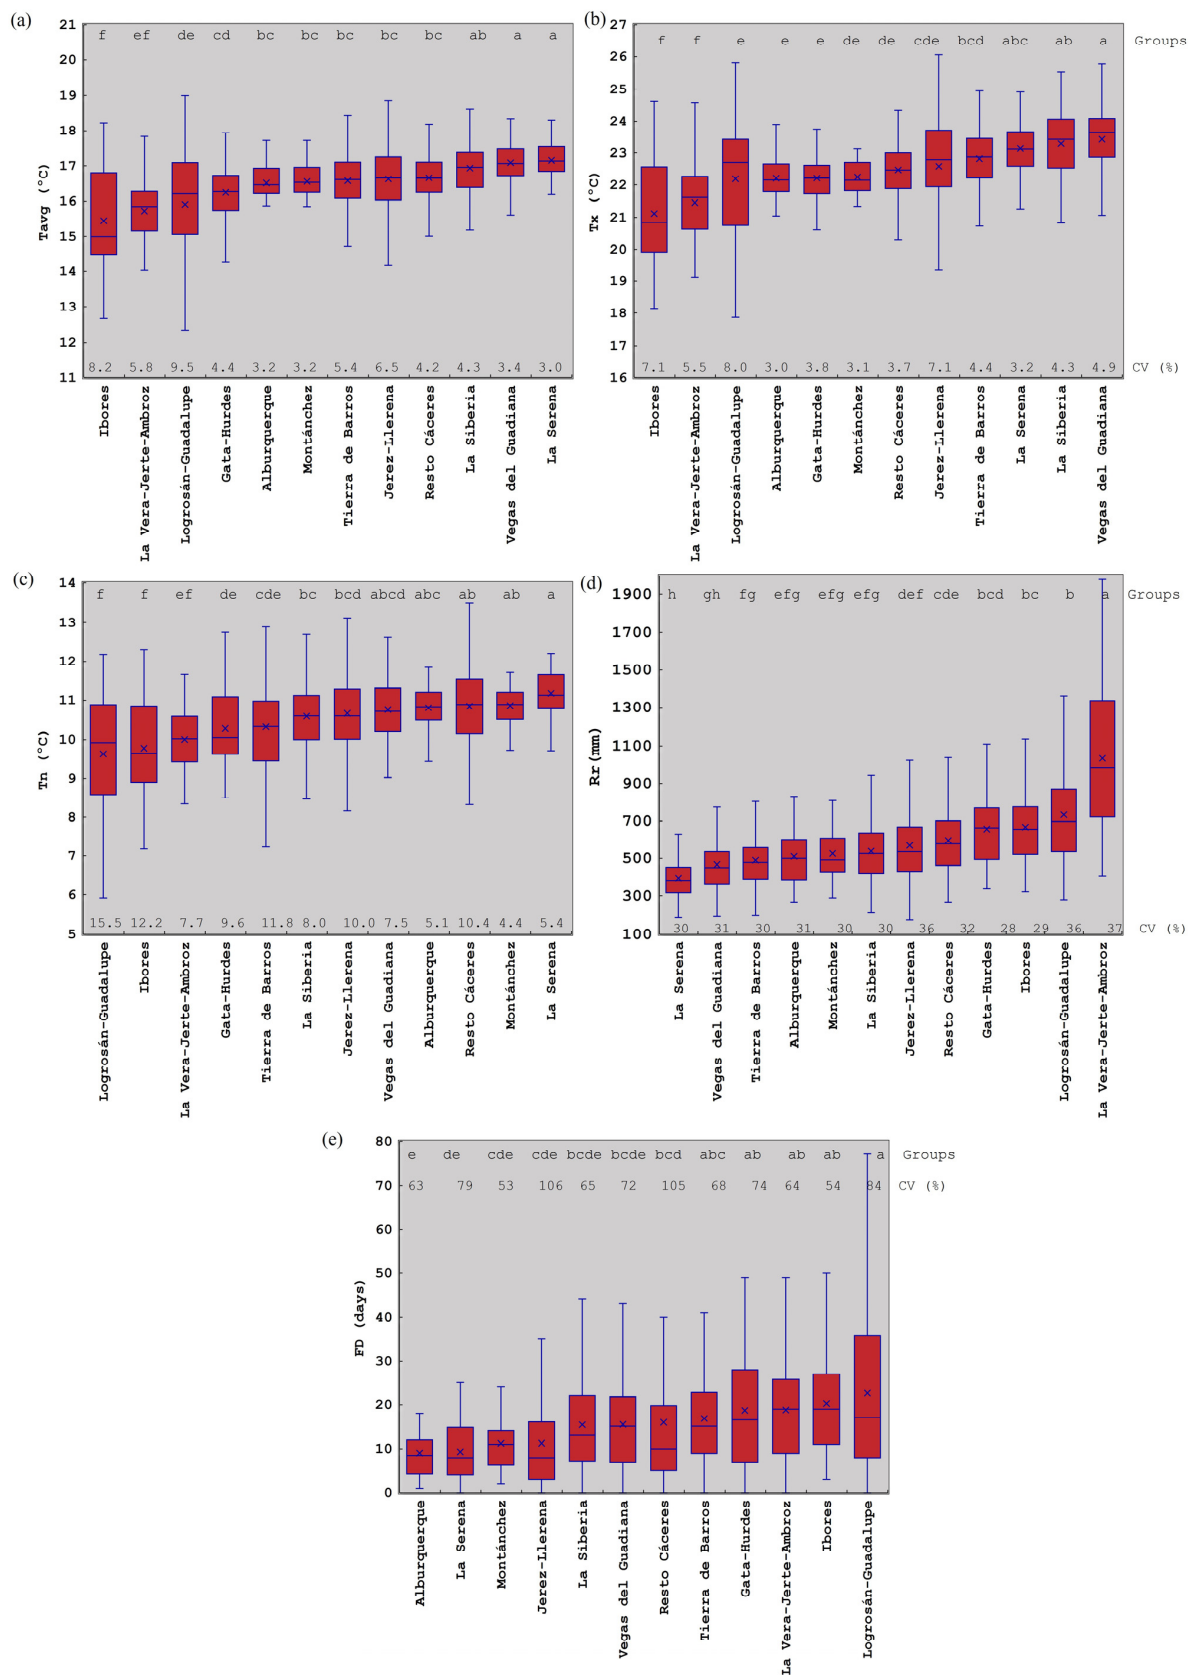 (a)
21
20
19
18
17
16
15
14
13
12
11
Tavg (°C)
f ef de cd bc bc bc bc bc ab a a
8.2 5.8 9.5 4.4 3.2 3.2 5.4 6.5 4.2 4.3 3.4 3.0
Ibores
La Vera-Jerte-Ambroz
Logrosán-Guadalupe
Gata-Hurdes
Alburquerque
Montánchez
Tierra de Barros
Jerez-Llerena
Resto Cáceres
La Siberia
Vegas del Guadiana
La Serena
(b)
27
26
25
24
23
22
21
20
19
18
17
16
Tx (°C)
f f e e e de de cde bcd abc ab a Groups
7.1 5.5 8.0 3.0 3.8 3.1 3.7 7.1 4.4 3.2 4.3 4.9 CV (%)
Ibores
La Vera-Jerte-Ambroz
Logrosán-Guadalupe
Alburquerque
Gata-Hurdes
Montánchez
Resto Cáceres
Jerez-Llerena
Tierra de Barros
La Serena
La Siberia
Vegas del Guadiana
(c)
14
13
12
11
10
9
8
7
6
5
Tn (°C)
f f ef de cde bc bcd abcd abc ab ab a
15.5 12.2 7.7 9.6 11.8 8.0 10.0 7.5 5.1 10.4 4.4 5.4
Logrosán-Guadalupe
Ibores
La Vera-Jerte-Ambroz
Gata-Hurdes
Tierra de Barros
La Siberia
Jerez-Llerena
Vegas del Guadiana
Alburquerque
Resto Cáceres
Montánchez
La Serena
(d)
1900
1700
1500
1300
1100
900
700
500
300
100
Rr(mm)
h gh fg efg efg efg def cde bcd bc b a Groups
30 31 30 31 30 30 36 32 28 29 36 37 CV (%)
La Serena
Vegas del Guadiana
Tierra de Barros
Alburquerque
Montánchez
La Siberia
Jerez-Llerena
Resto Cáceres
Gata-Hurdes
Ibores
Logrosán-Guadalupe
La Vera-Jerte-Ambroz
(e)
80
70
60
50
40
30
20
10
0
FD (days)
e de cde cde bcde bcde bcd abc ab ab ab a Groups
63 79 53 106 65 72 105 68 74 64 54 84 CV (%)
Alburquerque
La Serena
Montánchez
Jerez-Llerena
La Siberia
Vegas del Guadiana
Resto Cáceres
Tierra de Barros
Gata-Hurdes
La Vera-Jerte-Ambroz
Ibores
Logrosán-Guadalupe